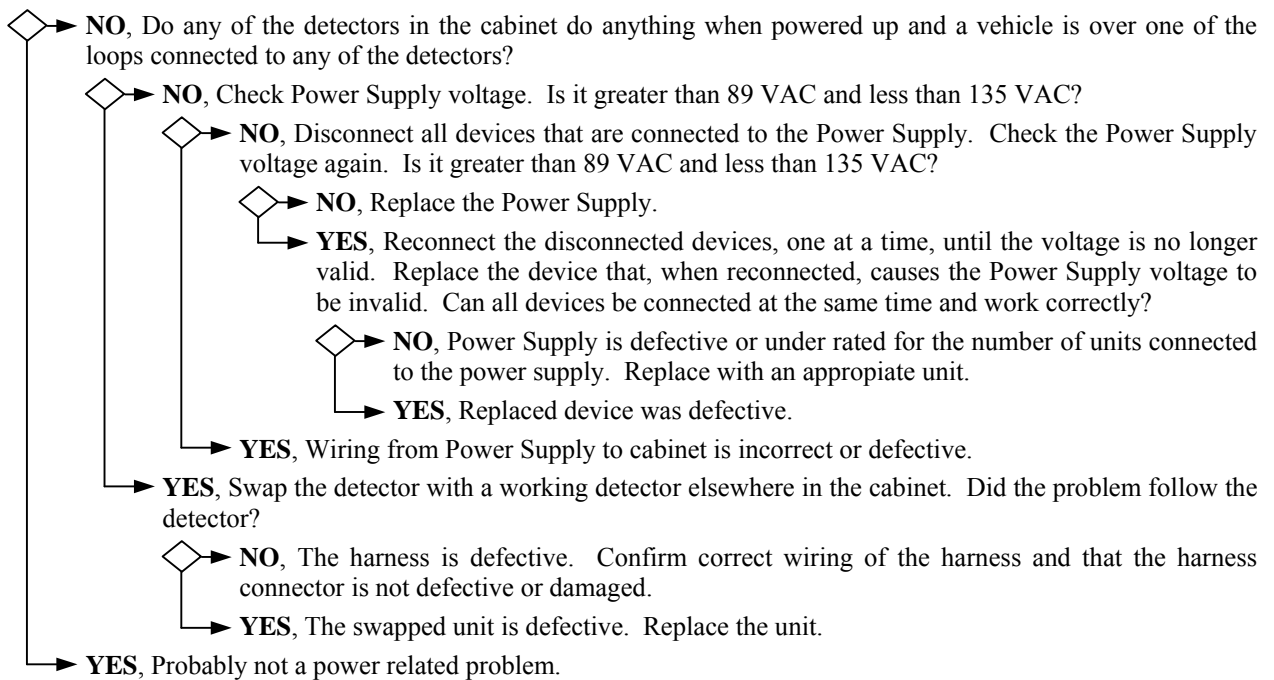 NO, Do any of the detectors in the cabinet do anything when powered up and a vehicle is over one of the
loops connected to any of the detectors?
NO, Check Power Supply voltage. Is it greater than 89 VAC and less than 135 VAC?
NO, Disconnect all devices that are connected to the Power Supply. Check the Power Supply
voltage again. Is it greater than 89 VAC and less than 135 VAC?
NO, Replace the Power Supply.
YES, Reconnect the disconnected devices, one at a time, until the voltage is no longer
valid. Replace the device that, when reconnected, causes the Power Supply voltage to
be invalid. Can all devices be connected at the same time and work correctly?
NO, Power Supply is defective or under rated for the number of units connected
to the power supply. Replace with an appropiate unit.
YES, Replaced device was defective.
YES, Wiring from Power Supply to cabinet is incorrect or defective.
YES, Swap the detector with a working detector elsewhere in the cabinet. Did the problem follow the
detector?
NO, The harness is defective. Confirm correct wiring of the harness and that the harness
connector is not defective or damaged.
YES, The swapped unit is defective. Replace the unit.
YES, Probably not a power related problem.